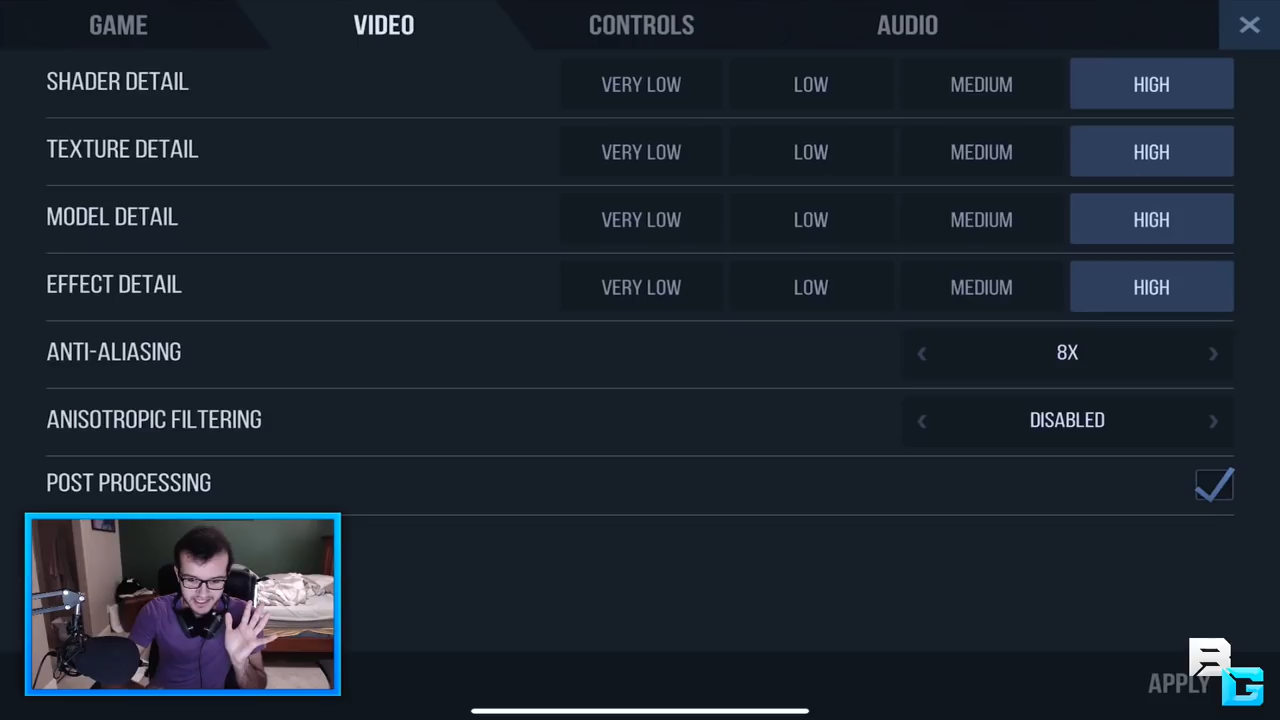 GAME VIDEO CONTROLS AUDIO
SHADER DETAIL VERY LOW LOW MEDIUM HIGH
TEXTURE DETAIL VERY LOW LOW MEDIUM HIGH
MODEL DETAIL VERY LOW LOW MEDIUM HIGH
EFFECT DETAIL VERY LOW LOW MEDIUM HIGH
ANTI-ALIASING 8X
ANISOTROPIC FILTERING DISABLED
POST PROCESSING
APPLY
B
G